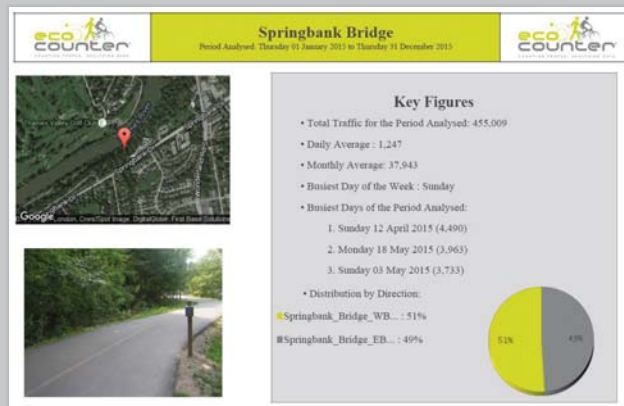 eco
counter
Springbank Bridge
Period Analysed: Thursday 01 January 2015 to Thursday 31 December 2015
eco
counter
Key Figures
• Total Traffic for the Period Analysed: 455,009
• Daily Average : 1,247
• Monthly Average: 37,943
• Busiest Day of the Week : Sunday
• Busiest Days of the Period Analysed:
1. Sunday 12 April 2015 (4,490)
2. Monday 18 May 2015 (3,963)
3. Sunday 03 May 2015 (3,733)
• Distribution by Direction:
Springbank_Bridge_WB... : 51%
Springbank_Bridge_EB... : 49%
51%
49%
Google